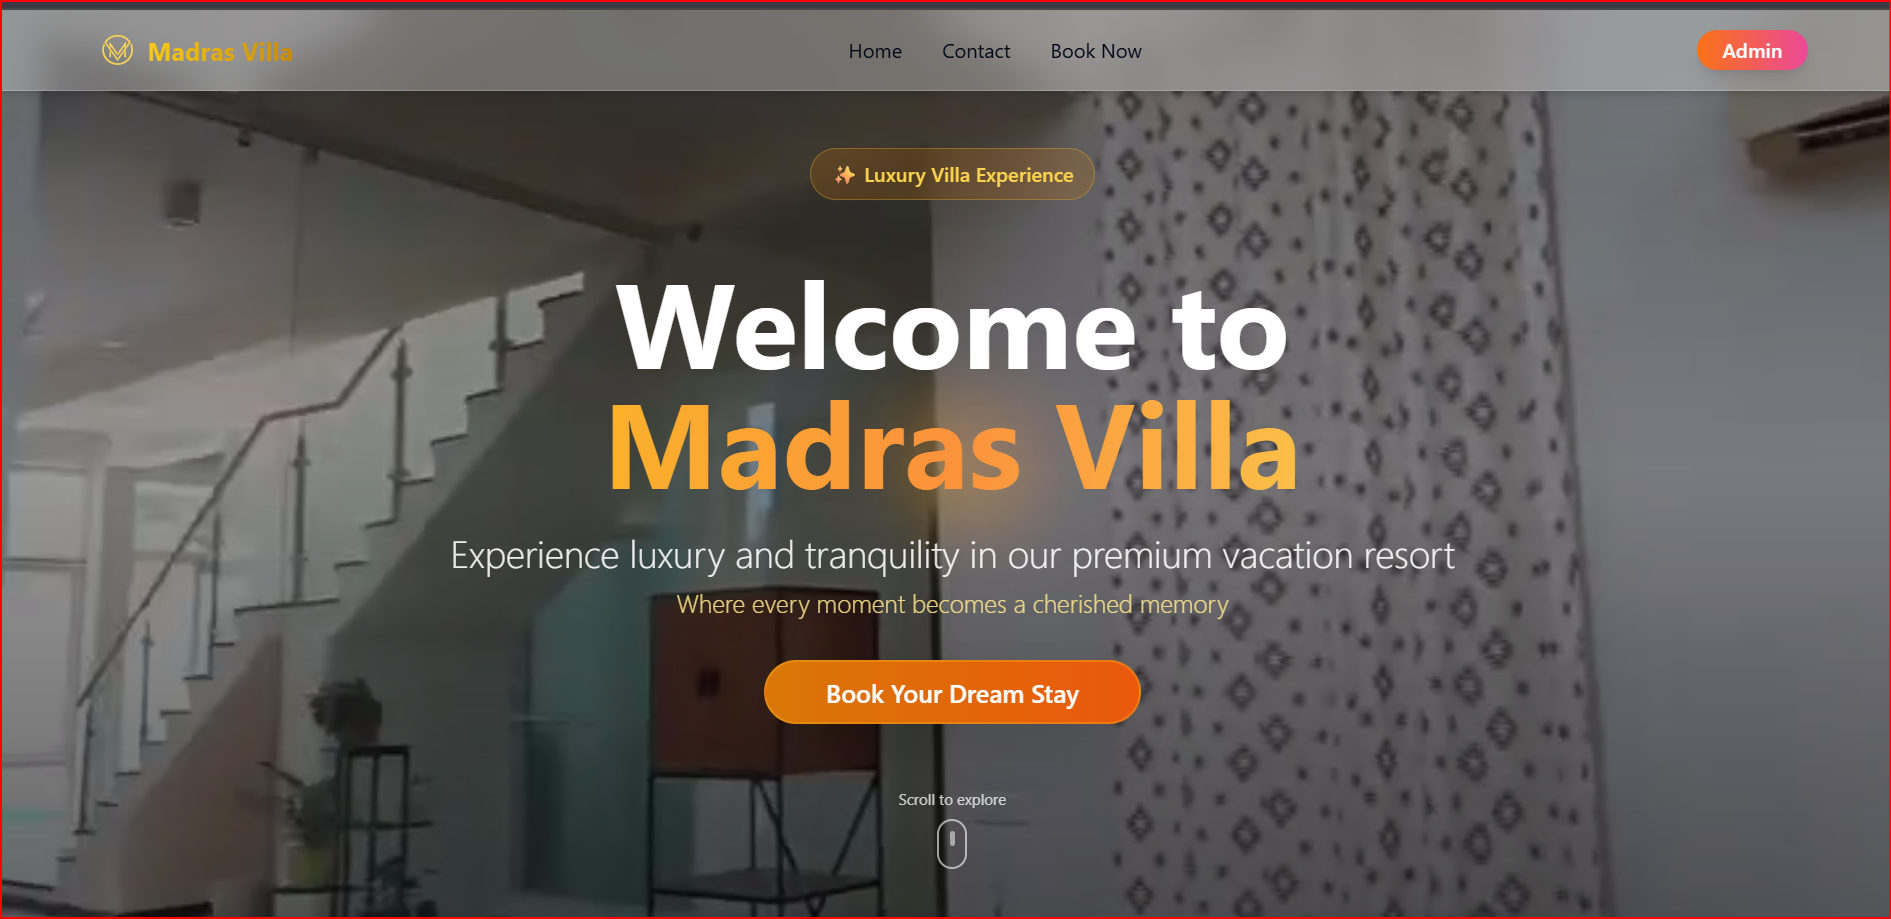 Madras Villa
Home
Contact
Book Now
Admin
✨ Luxury Villa Experience
Welcome to
Madras Villa
Experience luxury and tranquility in our premium vacation resort
Where every moment becomes a cherished memory
Book Your Dream Stay
Scroll to explore